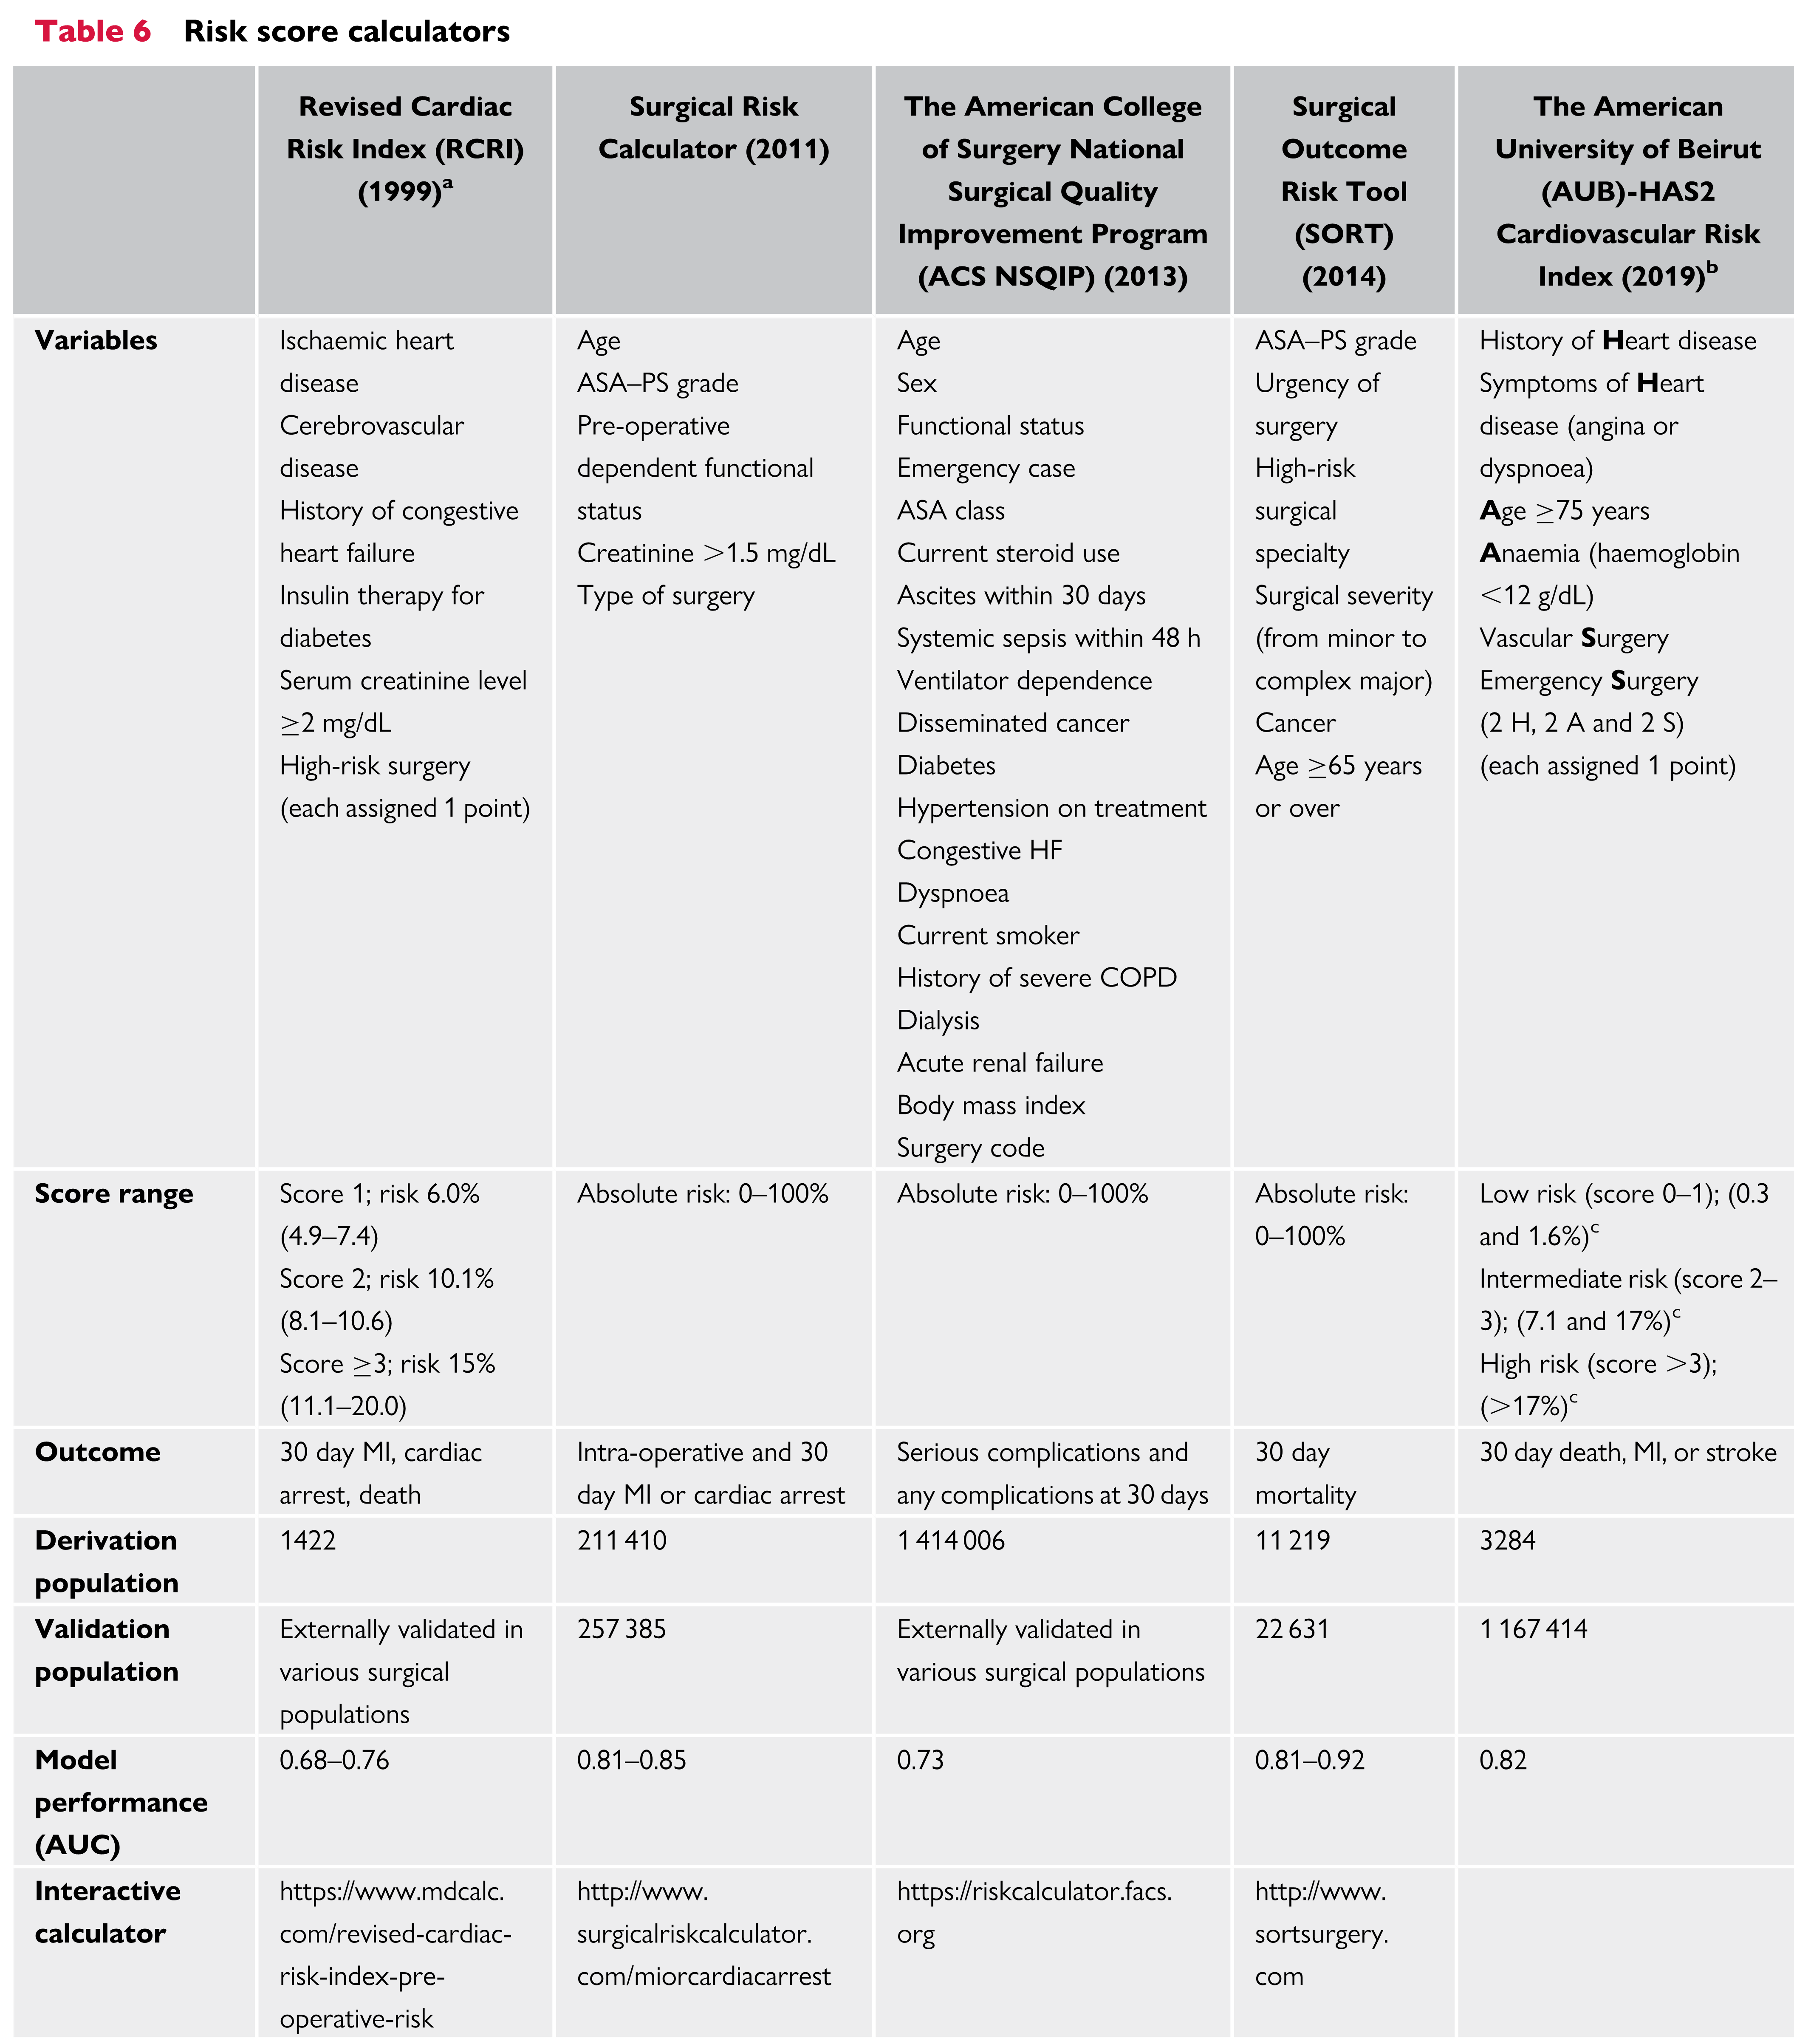 Table 6 Risk score calculators
Revised Cardiac
Risk Index (RCRI)
(1999)a
Surgical Risk
Calculator (2011)
The American College
of Surgery National
Surgical Quality
Improvement Program
(ACS NSQIP) (2013)
Surgical
Outcome
Risk Tool
(SORT)
(2014)
The American
University of Beirut
(AUB)-HAS2
Cardiovascular Risk
Index (2019)b
Variables
Ischaemic heart
disease
Cerebrovascular
disease
History of congestive
heart failure
Insulin therapy for
diabetes
Serum creatinine level
≥2 mg/dL
High-risk surgery
(each assigned 1 point)
Age
ASA–PS grade
Pre-operative
dependent functional
status
Creatinine >1.5 mg/dL
Type of surgery
Age
Sex
Functional status
Emergency case
ASA class
Current steroid use
Ascites within 30 days
Systemic sepsis within 48 h
Ventilator dependence
Disseminated cancer
Diabetes
Hypertension on treatment
Congestive HF
Dyspnoea
Current smoker
History of severe COPD
Dialysis
Acute renal failure
Body mass index
Surgery code
ASA–PS grade
Urgency of
surgery
High-risk
surgical
specialty
Surgical severity
(from minor to
complex major)
Cancer
Age ≥65 years
or over
History of Heart disease
Symptoms of Heart
disease (angina or
dyspnoea)
Age ≥75 years
Anaemia (haemoglobin
<12 g/dL)
Vascular Surgery
Emergency Surgery
(2 H, 2 A and 2 S)
(each assigned 1 point)
Score range
Score 1; risk 6.0%
(4.9–7.4)
Score 2; risk 10.1%
(8.1–10.6)
Score ≥3; risk 15%
(11.1–20.0)
Absolute risk: 0–100%
Absolute risk: 0–100%
Absolute risk:
0–100%
Low risk (score 0–1); (0.3
and 1.6%)c
Intermediate risk (score 2–
3); (7.1 and 17%)c
High risk (score >3);
(>17%)c
Outcome
30 day MI, cardiac
arrest, death
Intra-operative and 30
day MI or cardiac arrest
Serious complications and
any complications at 30 days
30 day
mortality
30 day death, MI, or stroke
Derivation
population
1422
211 410
1 414 006
11 219
3284
Validation
population
Externally validated in
various surgical
populations
257 385
Externally validated in
various surgical populations
22 631
1 167 414
Model
performance
(AUC)
0.68–0.76
0.81–0.85
0.73
0.81–0.92
0.82
Interactive
calculator
https://www.mdcalc.
com/revised-cardiac-
risk-index-pre-
operative-risk
http://www.
surgicalriskcalculator.
com/miorcardiacarrest
https://riskcalculator.facs.
org
http://www.
sortsurgery.
com